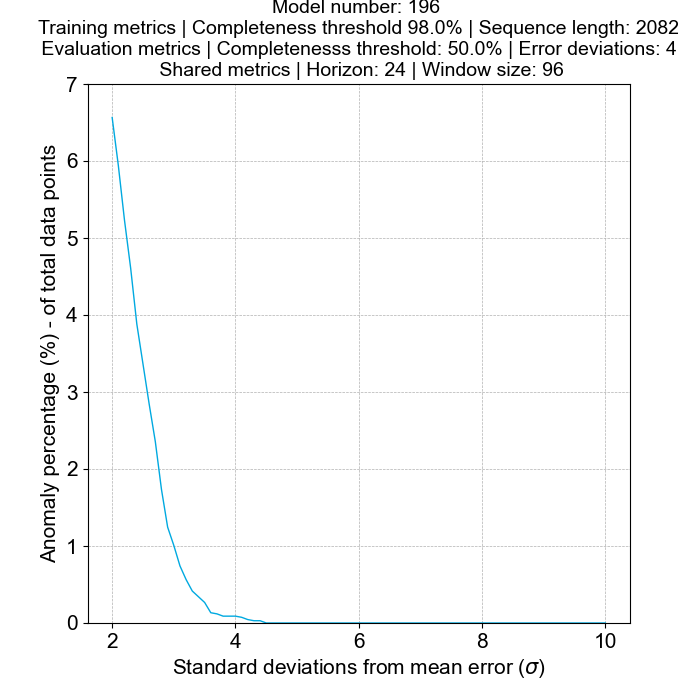 Model number: 196
Training metrics | Completeness threshold 98.0% | Sequence length: 2082
Evaluation metrics | Completenesss threshold: 50.0% | Error deviations: 4
Shared metrics | Horizon: 24 | Window size: 96
7
6
5
4
3
2
1
0
Anomaly percentage (%) - of total data points
2 4 6 8 10
Standard deviations from mean error (σ)